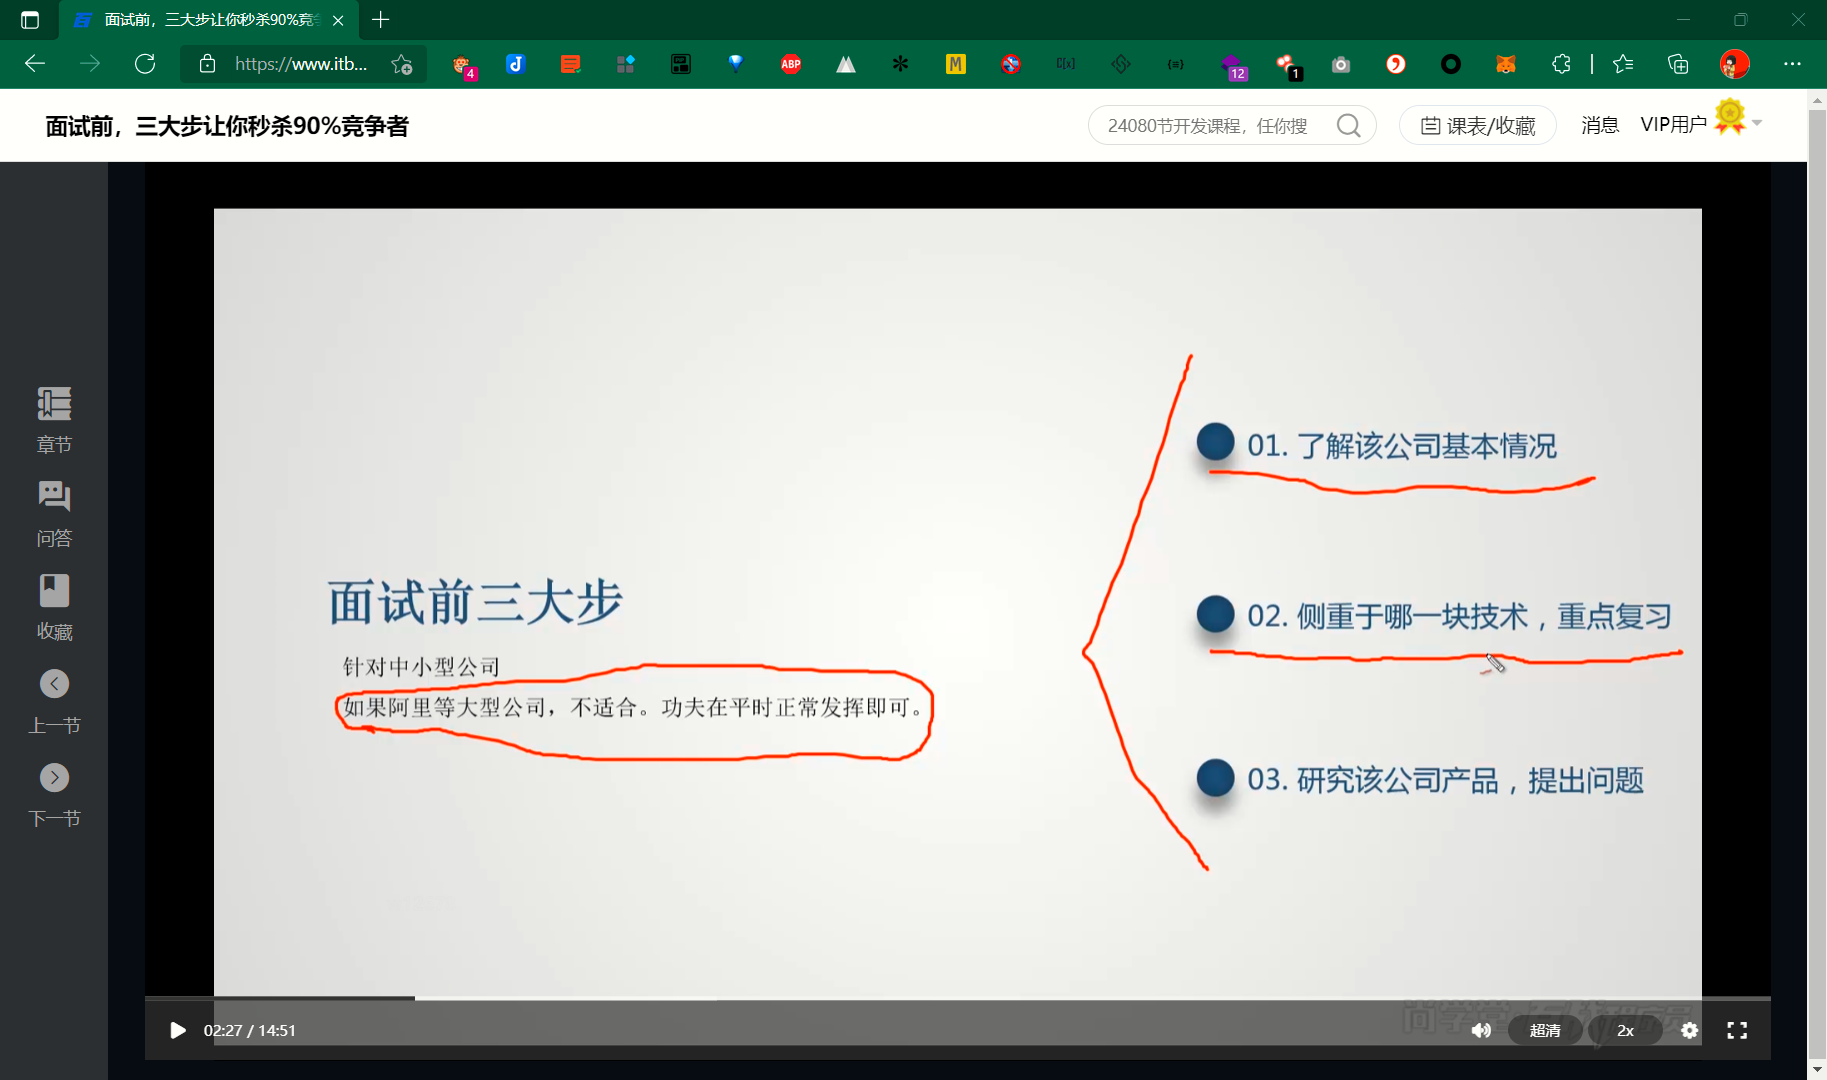 面试前，三大步让你秒杀90%竞
https://www.itb...
4
ABP
M
C[x]
{≡}
12
1
面试前，三大步让你秒杀90%竞争者
24080节开发课程，任你搜
课表/收藏
消息
VIP用户
章节
问答
收藏
上一节
下一节
面试前三大步
针对中小型公司
如果阿里等大型公司，不适合。功夫在平时正常发挥即可。
01. 了解该公司基本情况
02. 侧重于哪一块技术，重点复习
03. 研究该公司产品，提出问题
02:27 / 14:51
尚学堂
超清
2x